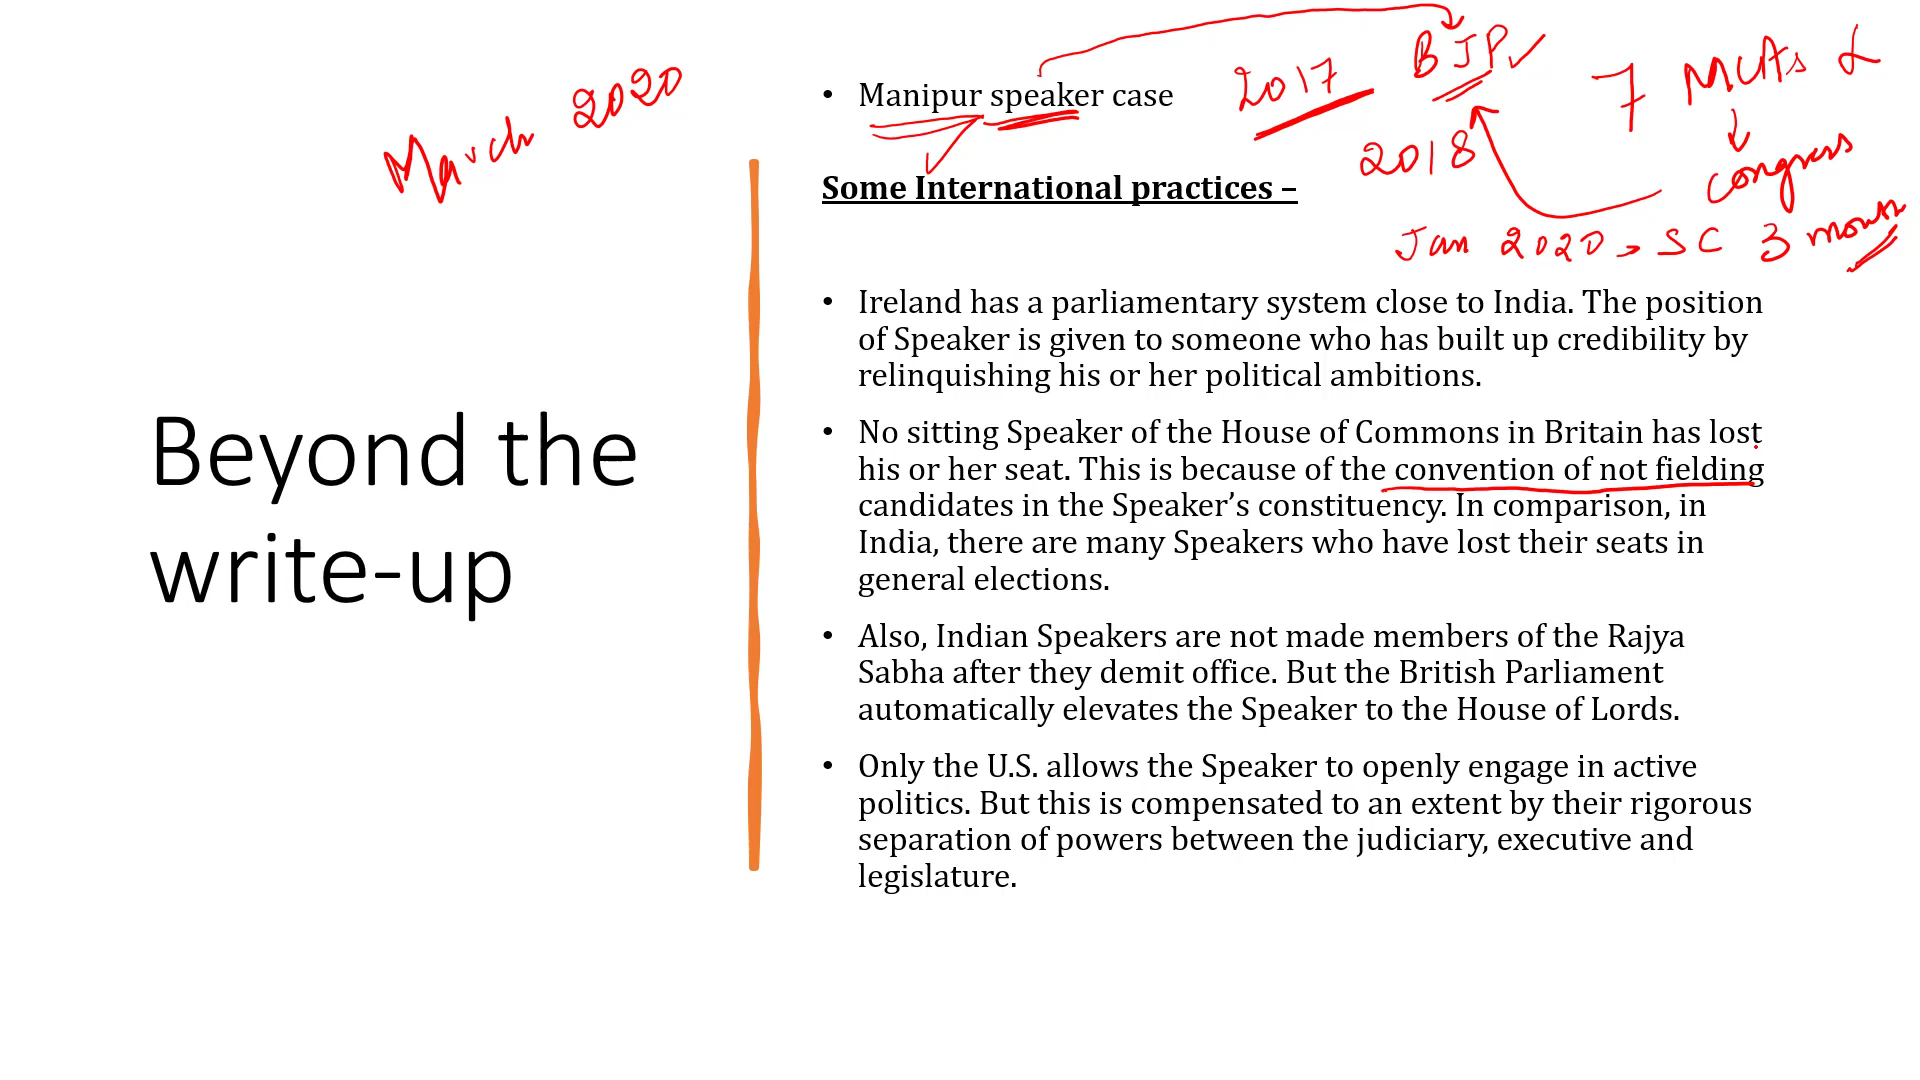 March 2020
• Manipur speaker case
2017
BJP ✓
7 MLAs
2018
congress
Jan 2020 → SC 3 month
Some International practices –
• Ireland has a parliamentary system close to India. The position
of Speaker is given to someone who has built up credibility by
relinquishing his or her political ambitions.
• No sitting Speaker of the House of Commons in Britain has lost
his or her seat. This is because of the convention of not fielding
candidates in the Speaker’s constituency. In comparison, in
India, there are many Speakers who have lost their seats in
general elections.
• Also, Indian Speakers are not made members of the Rajya
Sabha after they demit office. But the British Parliament
automatically elevates the Speaker to the House of Lords.
• Only the U.S. allows the Speaker to openly engage in active
politics. But this is compensated to an extent by their rigorous
separation of powers between the judiciary, executive and
legislature.
Beyond the
write-up